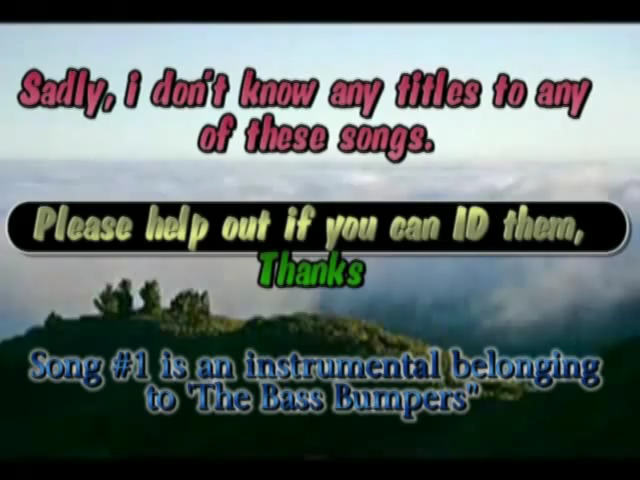 Sadly, i don't know any titles to any
of these songs.
Please help out if you can ID them,
Thanks
Song #1 is an instrumental belonging
to 'The Bass Bumpers"